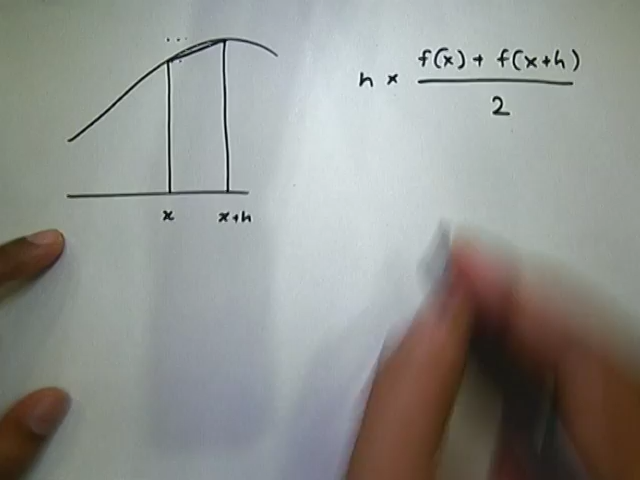 ...
h × (f(x) + f(x+h)) / 2
x x+h